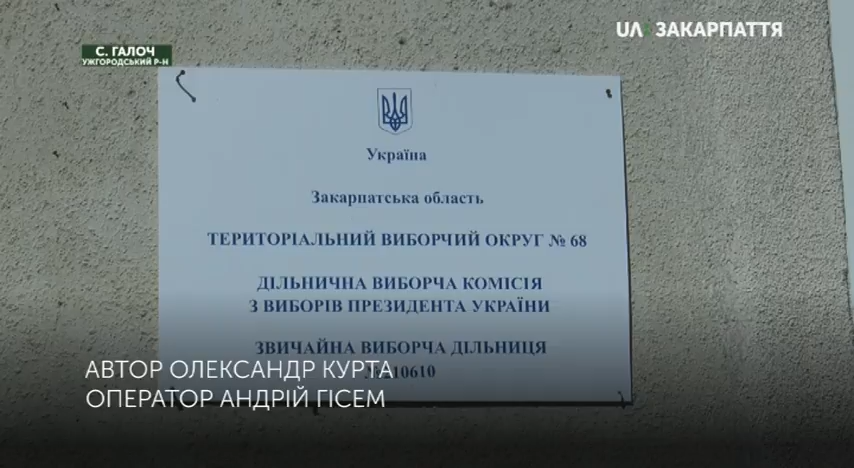 С. ГАЛОЧ
УЖГОРОДСЬКИЙ Р-Н
UA: ЗАКАРПАТТЯ
Україна
Закарпатська область
ТЕРИТОРІАЛЬНИЙ ВИБОРЧИЙ ОКРУГ № 68
ДІЛЬНИЧНА ВИБОРЧА КОМІСІЯ
З ВИБОРІВ ПРЕЗИДЕНТА УКРАЇНИ
ЗВИЧАЙНА ВИБОРЧА ДІЛЬНИЦЯ
АВТОР ОЛЕКСАНДР КУРТА
ОПЕРАТОР АНДРІЙ ГІСЕМ